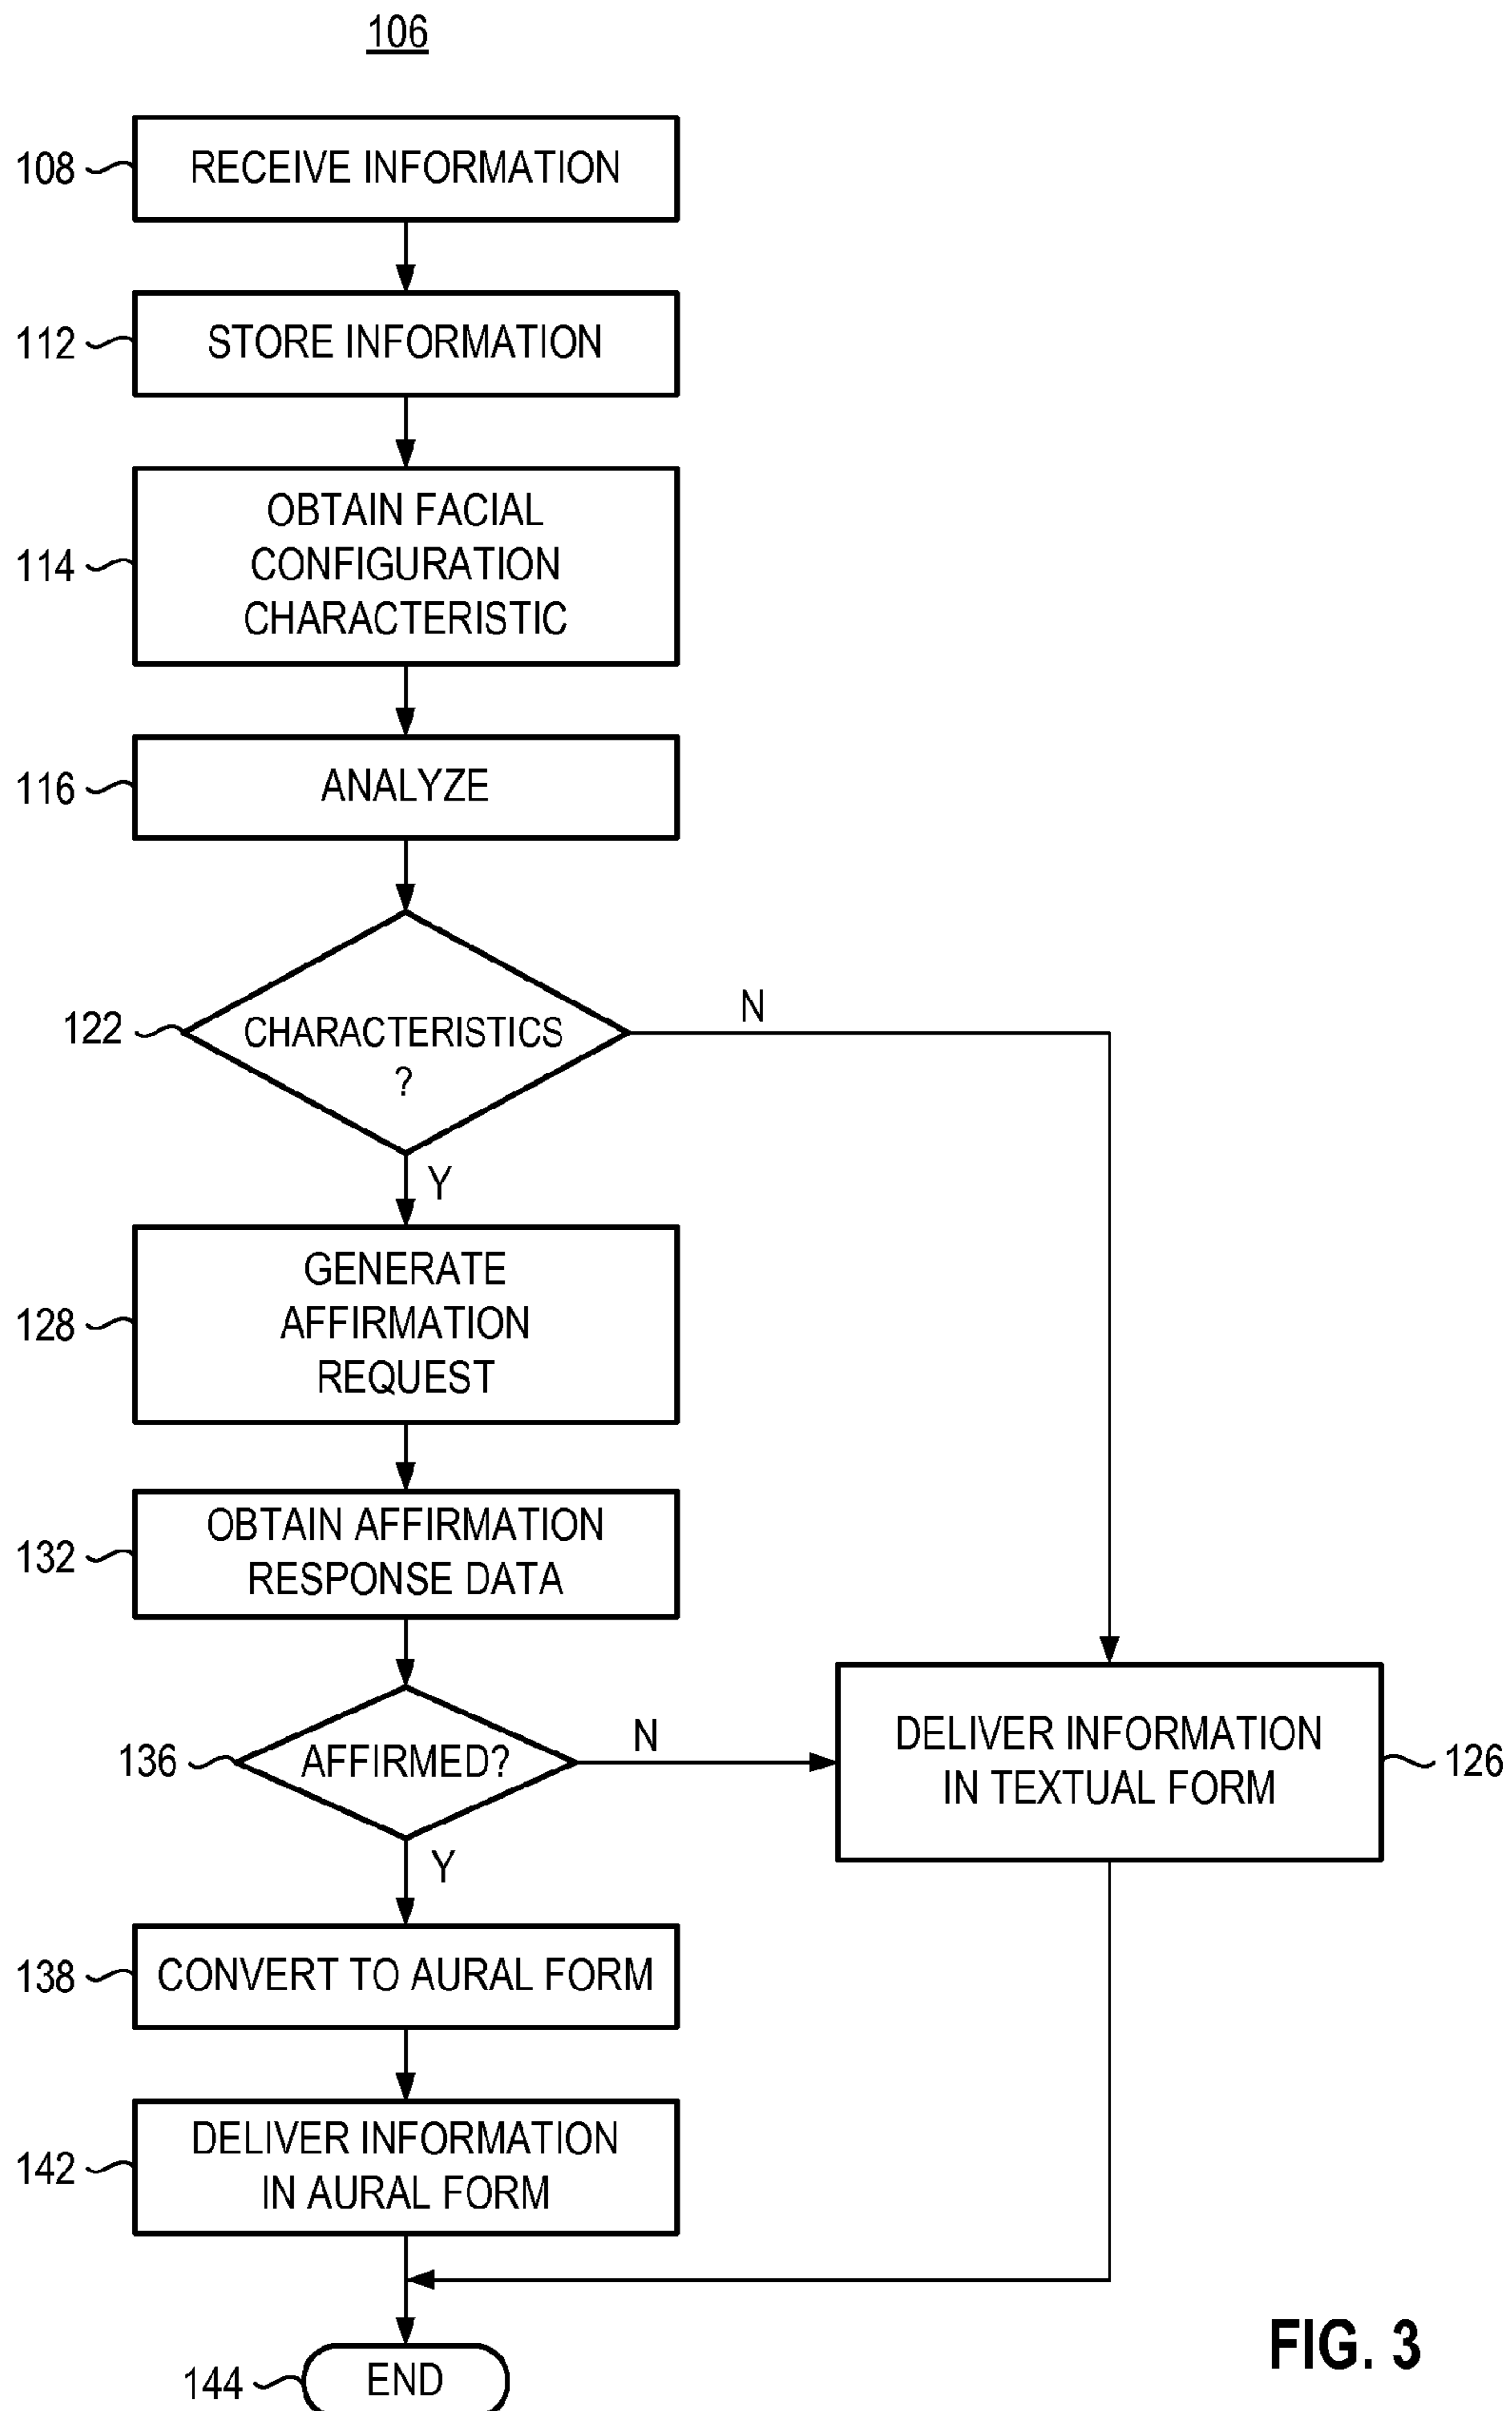 106
108
RECEIVE INFORMATION
112
STORE INFORMATION
OBTAIN FACIAL
114
CONFIGURATION
CHARACTERISTIC
116
ANALYZE
N
122
CHARACTERISTICS
?
Y
GENERATE
128
AFFIRMATION
REQUEST
OBTAIN AFFIRMATION
132
RESPONSE DATA
136
AFFIRMED?
N
DELIVER INFORMATION
IN TEXTUAL FORM
126
Y
138
CONVERT TO AURAL FORM
142
DELIVER INFORMATION
IN AURAL FORM
144
END
FIG. 3